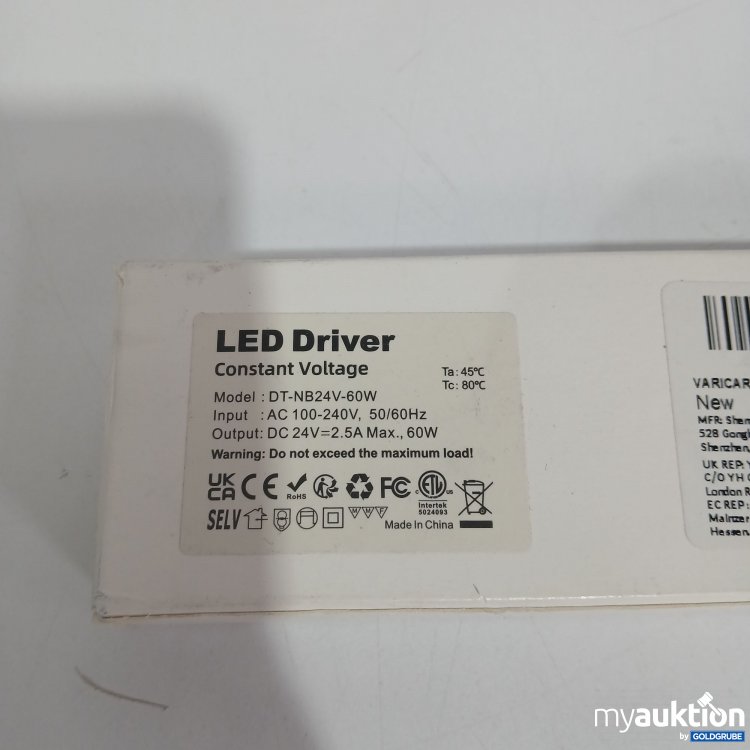 LED Driver
Constant Voltage
Ta: 45℃
Tc: 80℃
Model : DT-NB24V-60W
Input : AC 100-240V, 50/60Hz
Output: DC 24V=2.5A Max., 60W
Warning: Do not exceed the maximum load!
UK CA CE RoHS FC ETL us
Intertek
5024093
SELV
Made In China
VARICAR
New
MFR: Shen
528 Gong
Shenzhen,
UK REP: Y
C/O YH
London R
EC REP:
Mainzer
Hessen,
myauktion
by GOLDGRUBE